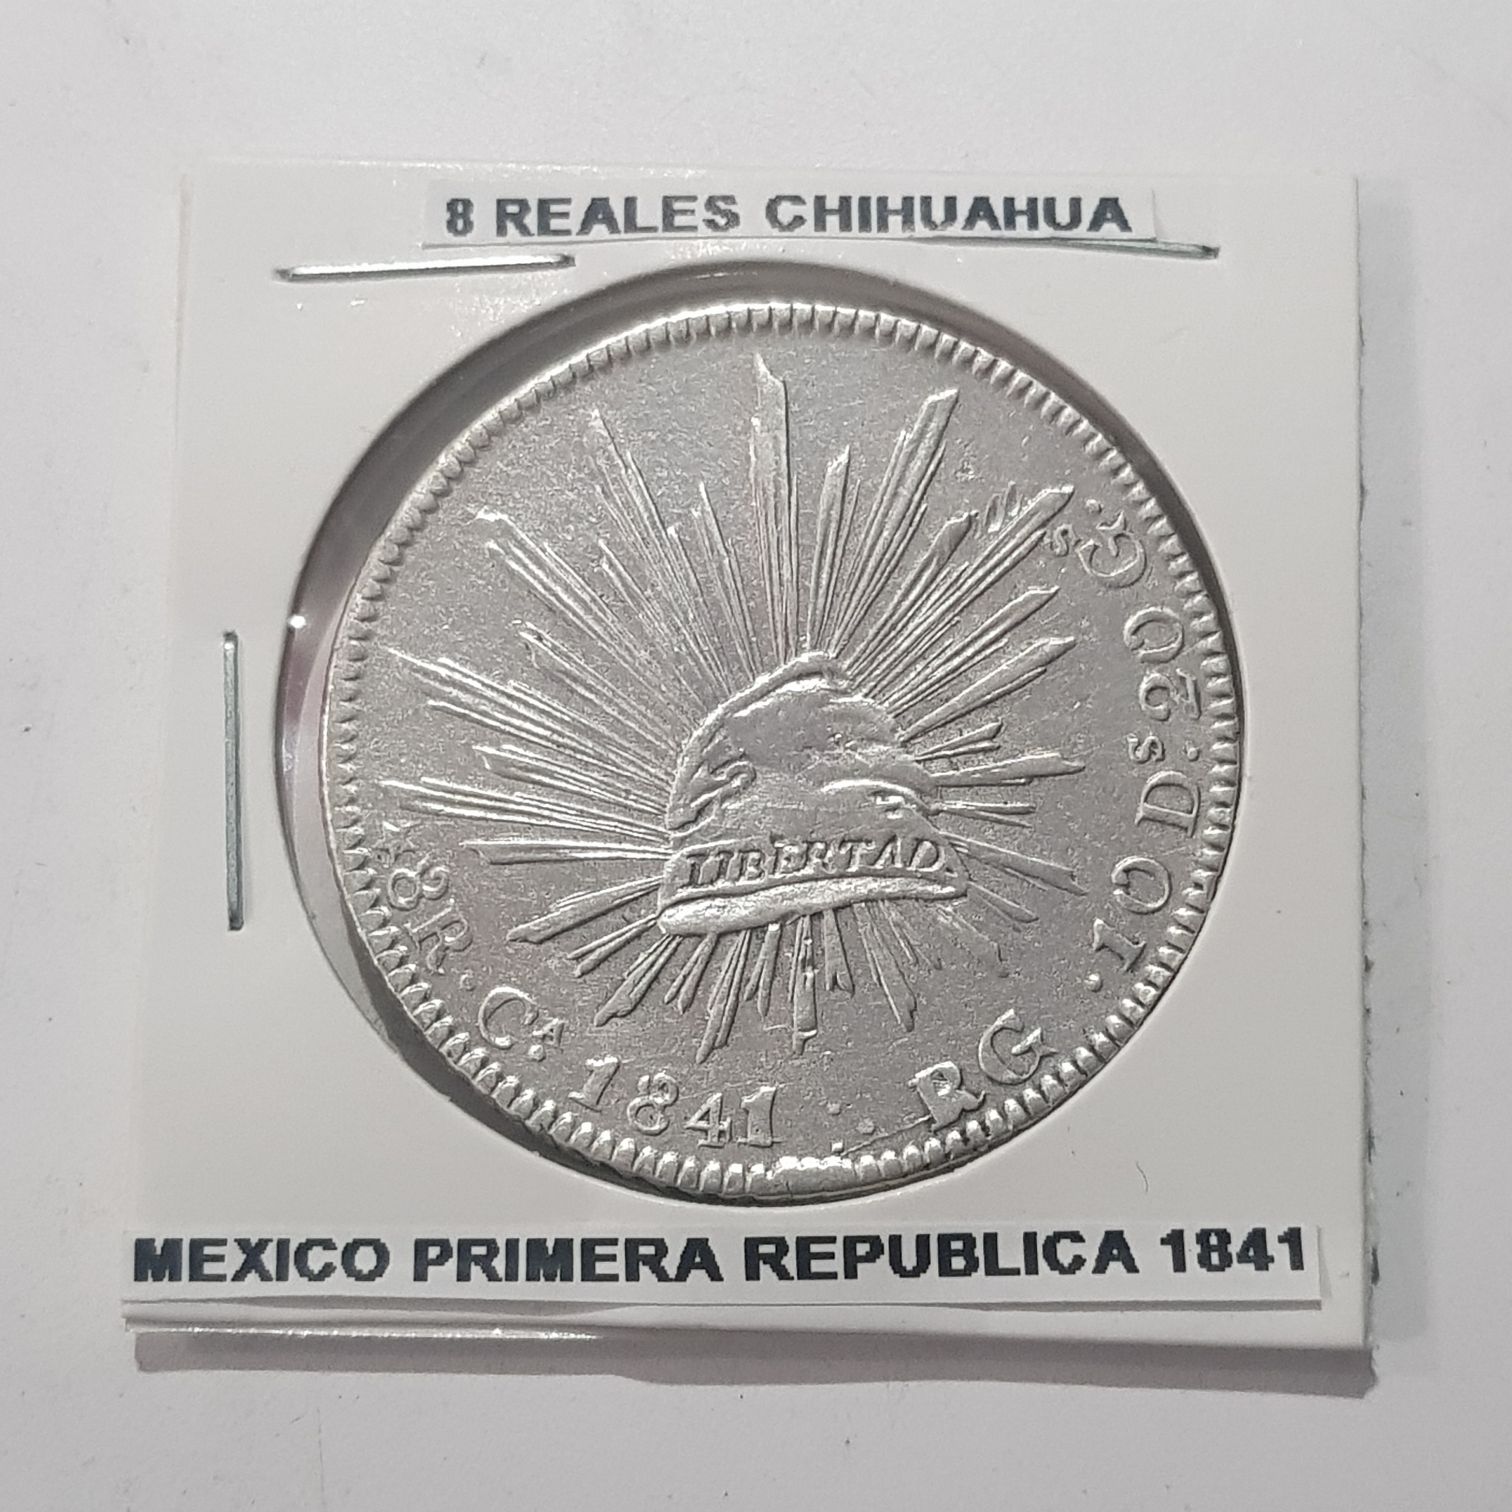 8 REALES CHIHUAHUA
LIBERTAD
8R. Cᴬ. 1841. RG. 10 Dˢ. 20 Gˢ.
MEXICO PRIMERA REPUBLICA 1841